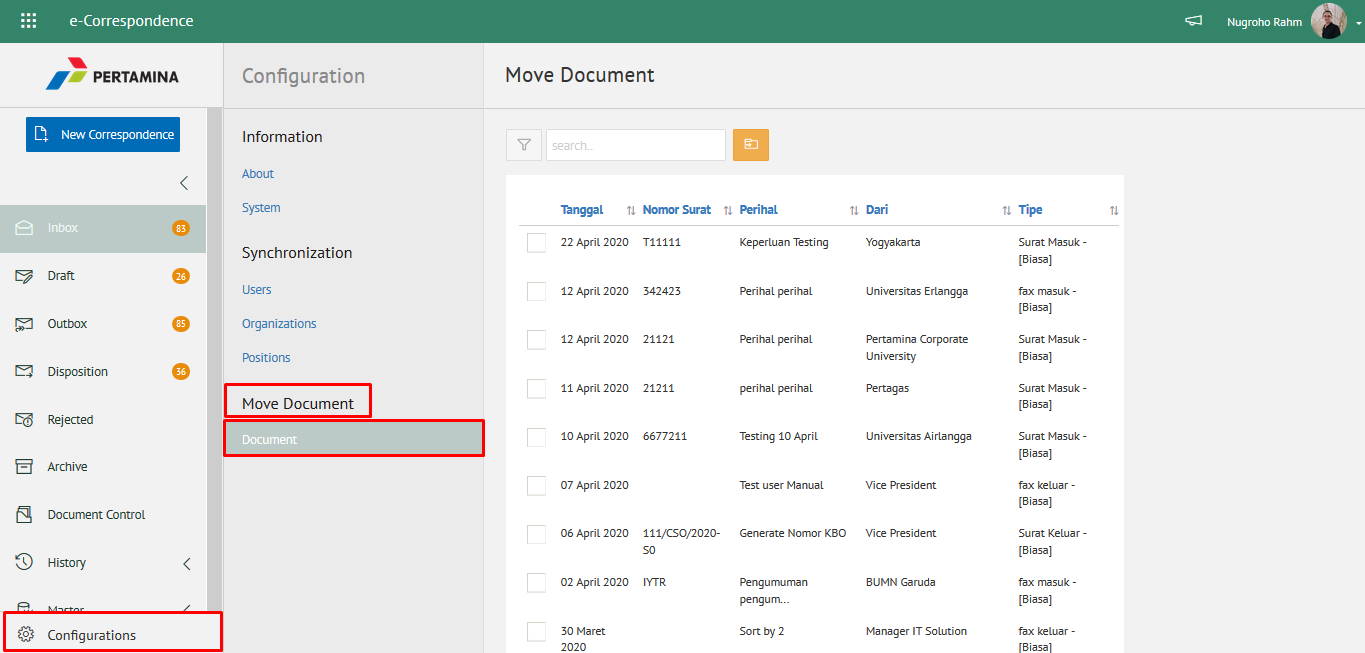 e-Correspondence
Nugroho Rahm
PERTAMINA
Configuration
Move Document
New Correspondence
Inbox 83
Draft 26
Outbox 85
Disposition 36
Rejected
Archive
Document Control
History
Master
Configurations
Information
About
System
Synchronization
Users
Organizations
Positions
Move Document
Document
search..
Tanggal Nomor Surat Perihal Dari Tipe
22 April 2020 T11111 Keperluan Testing Yogyakarta Surat Masuk -
[Biasa]
12 April 2020 342423 Perihal perihal Universitas Erlangga fax masuk -
[Biasa]
12 April 2020 21121 Perihal perihal Pertamina Corporate Surat Masuk -
University [Biasa]
11 April 2020 21211 perihal perihal Pertagas Surat Masuk -
[Biasa]
10 April 2020 6677211 Testing 10 April Universitas Airlangga Surat Masuk -
[Biasa]
07 April 2020 Test user Manual Vice President fax keluar -
[Biasa]
06 April 2020 111/CSO/2020- Generate Nomor KBO Vice President Surat Keluar -
S0 [Biasa]
02 April 2020 IYTR Pengumuman BUMN Garuda fax masuk -
pengum... [Biasa]
30 Maret Sort by 2 Manager IT Solution fax keluar -
2020 [Biasa]